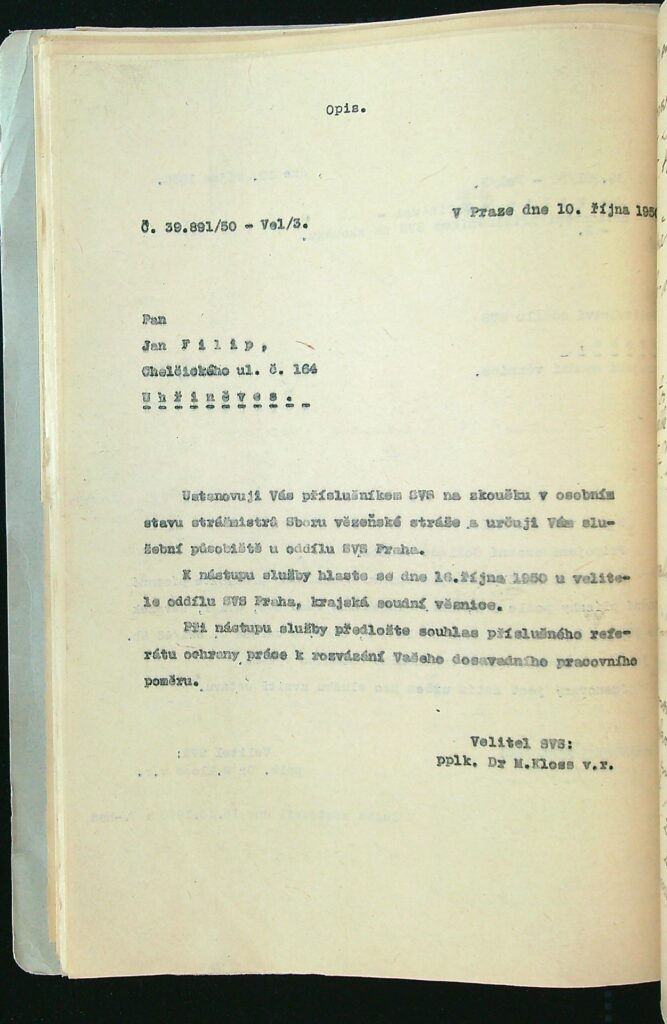 Opis.
Č. 39.891/50 - Vel/3.
V Praze dne 10. října 1950
Pan
Jan F i l i p ,
Chelčického ul. č. 164
U h ř i n ě v e s .
Ustanovuji Vás příslušníkem SVS na zkoušku v osobním
stavu strážmistrů Sboru vězeňské stráže a určuji Vám slu-
žební působiště u oddílu SVS Praha.
K nástupu služby hlaste se dne 16.října 1950 u velite-
le oddílu SVS Praha, krajská soudní věznice.
Při nástupu služby předložte souhlas příslušného refe-
rátu ochrany práce k rozvázání Vašeho dosavadního pracovního
poměru.
Velitel SVS:
pplk. Dr M.Kloss v.r.